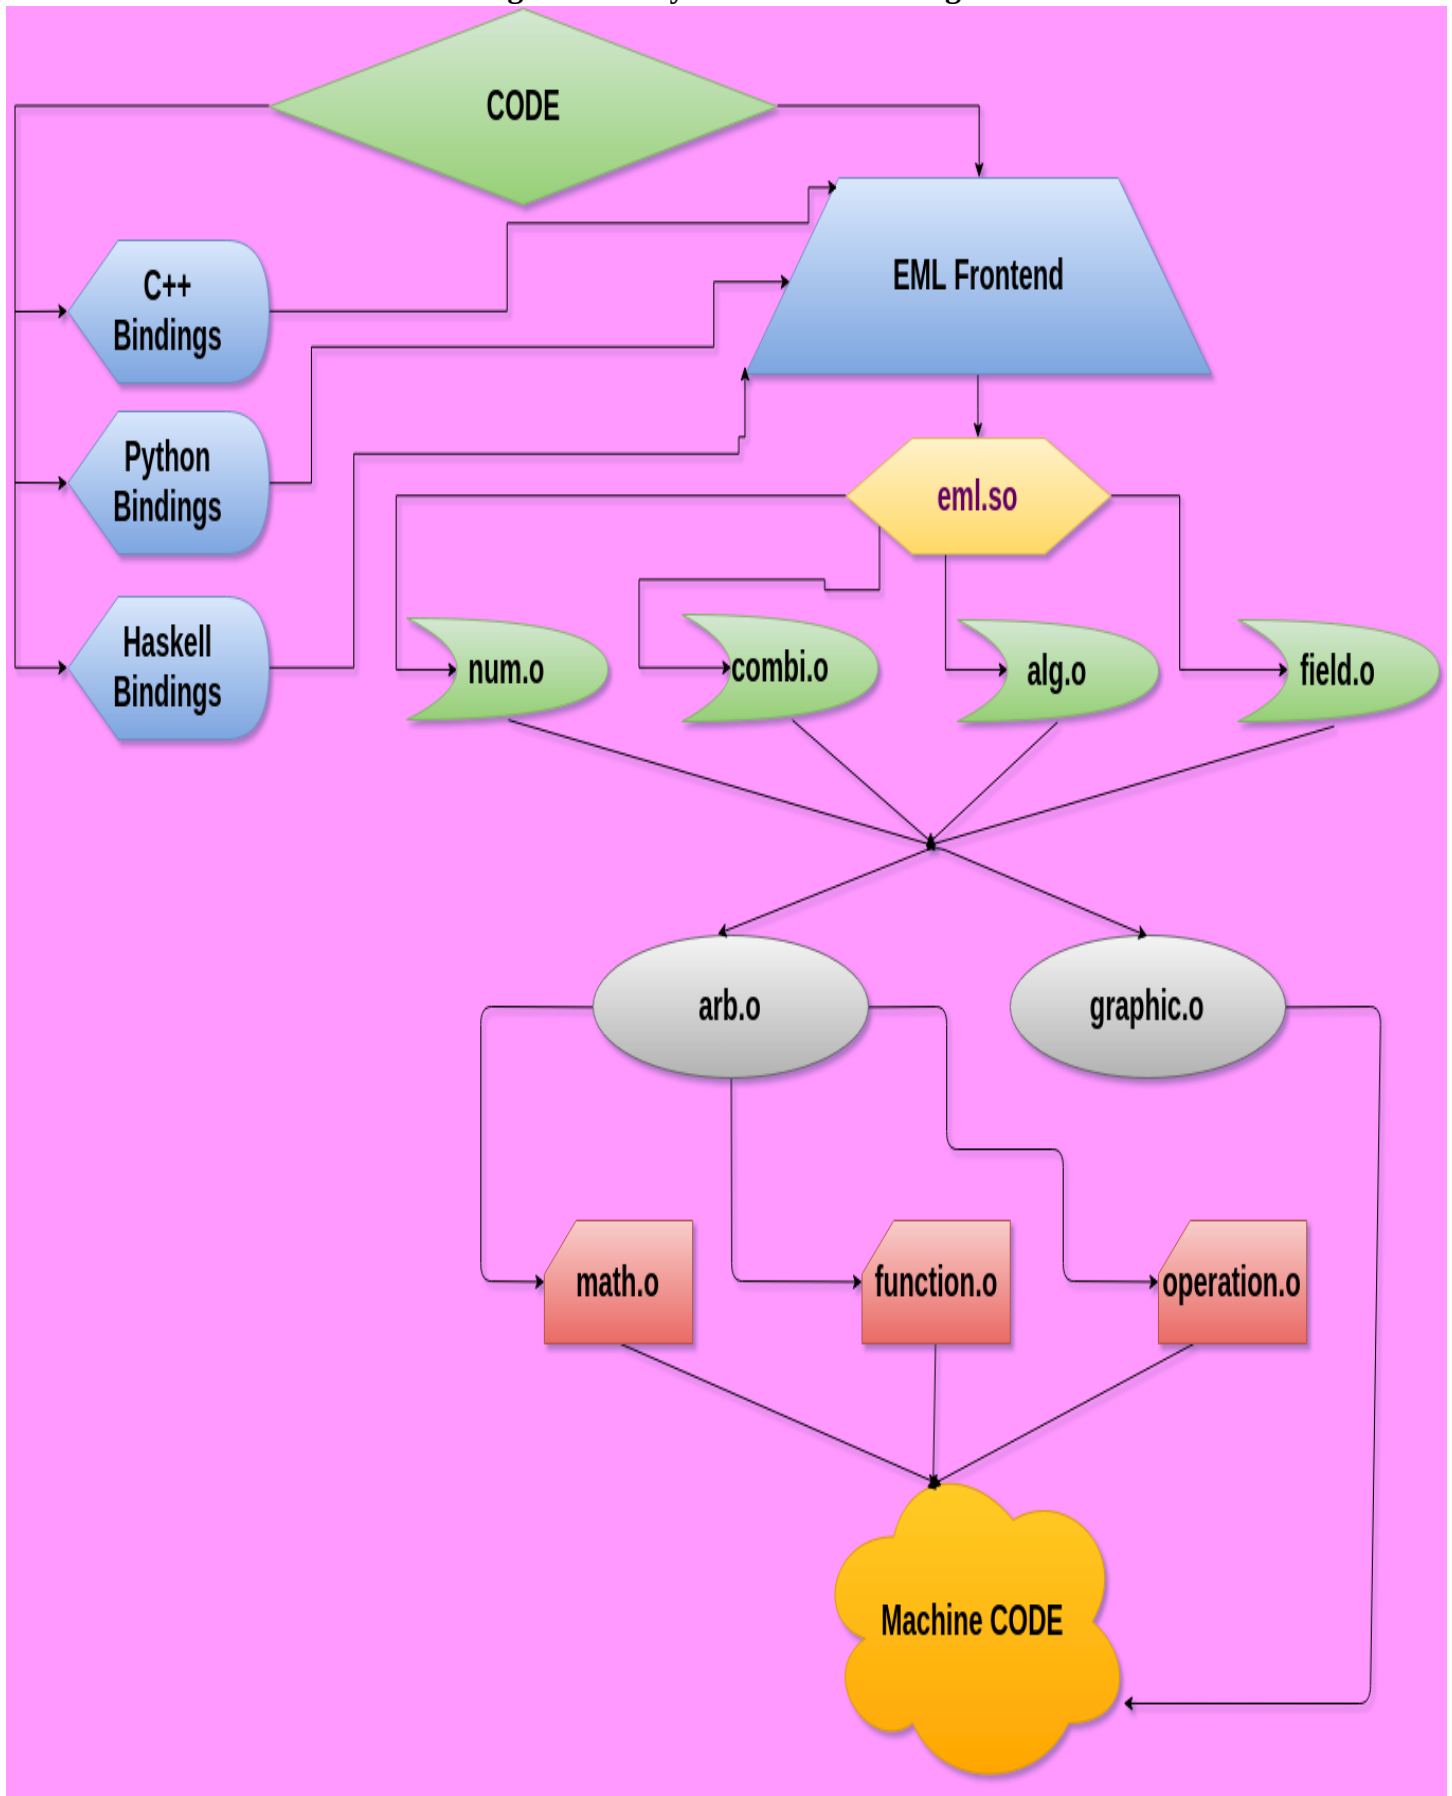 CODE
EML Frontend
C++
Bindings
Python
Bindings
eml.so
Haskell
Bindings
num.o
combi.o
alg.o
field.o
arb.o
graphic.o
math.o
function.o
operation.o
Machine CODE